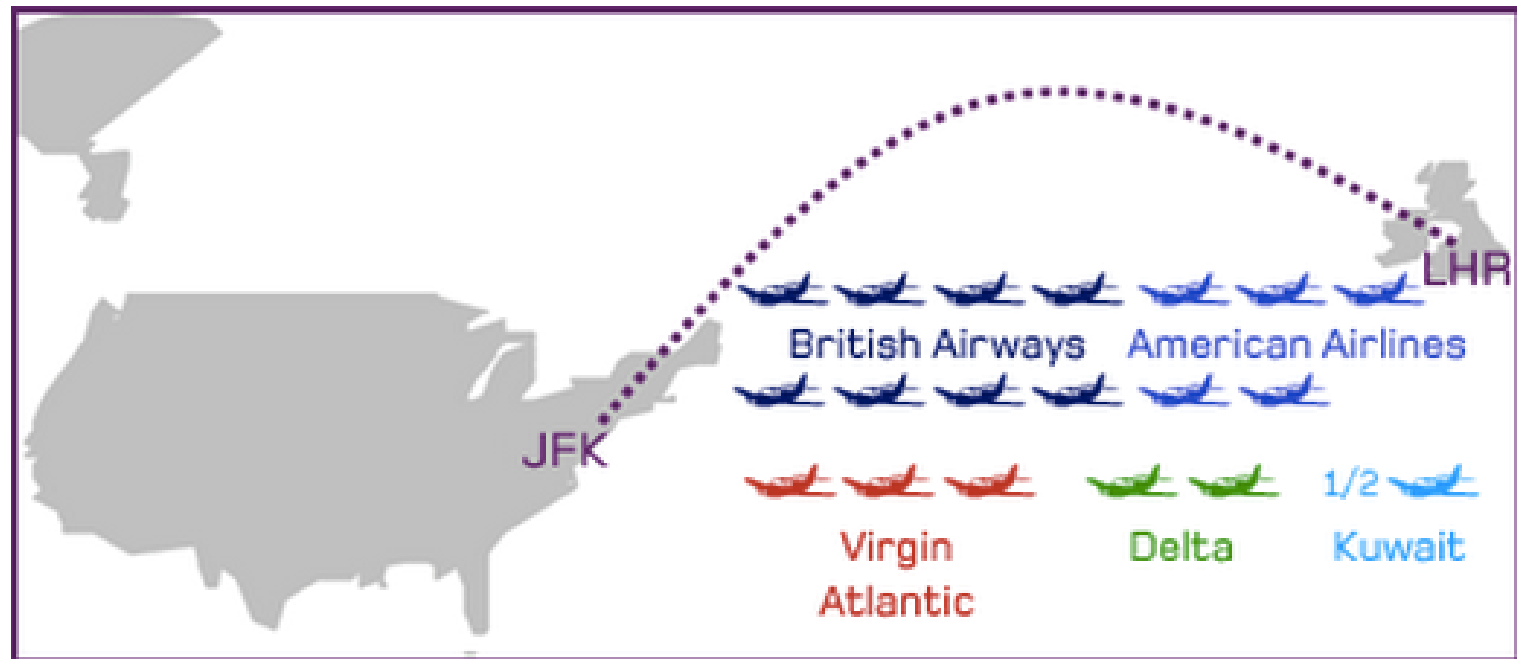 LHR
British Airways American Airlines
JFK
1/2
Virgin Delta Kuwait
Atlantic